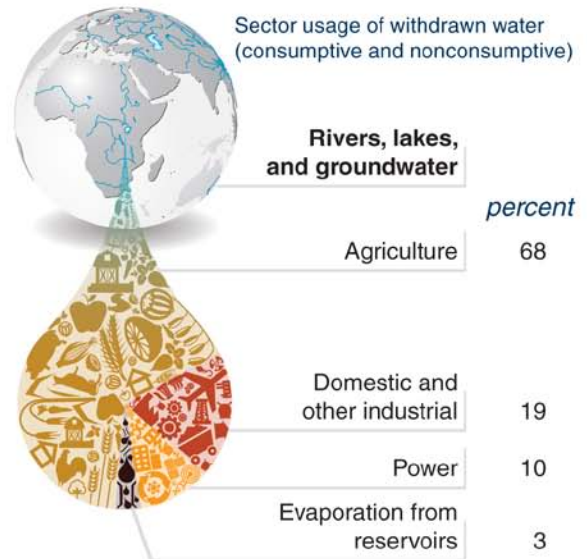 Sector usage of withdrawn water
(consumptive and nonconsumptive)
Rivers, lakes,
and groundwater
percent
Agriculture 68
Domestic and
other industrial 19
Power 10
Evaporation from
reservoirs 3